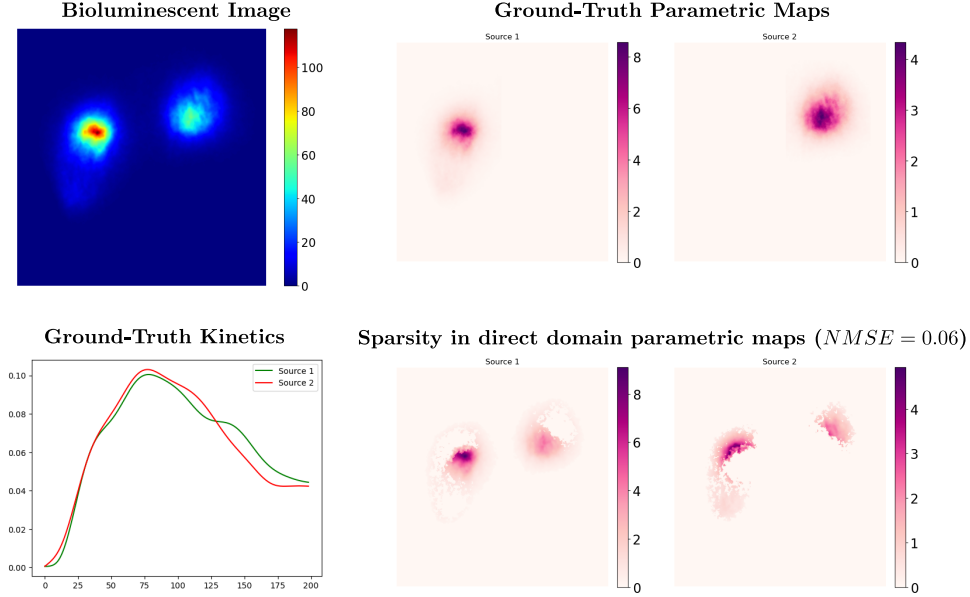 Bioluminescent Image
Ground-Truth Parametric Maps
Source 1
Source 2
100
80
60
40
20
0
8
6
4
2
0
4
3
2
1
0
Ground-Truth Kinetics
Sparsity in direct domain parametric maps (NMSE = 0.06)
Source 1
Source 2
0.10
0.08
0.06
0.04
0.02
0.00
0 25 50 75 100 125 150 175 200
Source 1
Source 2
8
6
4
2
0
4
3
2
1
0